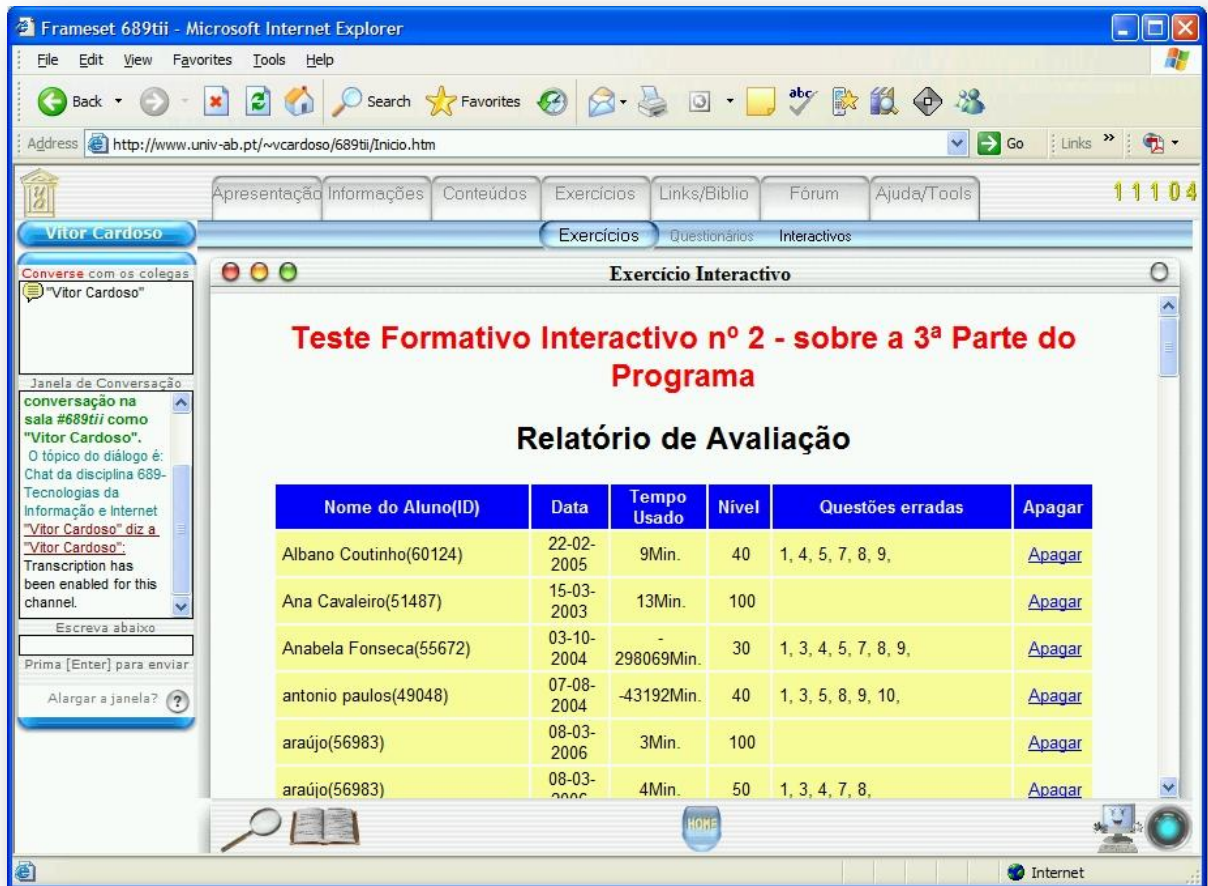 Frameset 689tii - Microsoft Internet Explorer
File Edit View Favorites Tools Help
Back Search Favorites
Address http://www.univ-ab.pt/~vcardoso/689tii/Inicio.htm Go Links »
Apresentação Informações Conteúdos Exercícios Links/Biblio Fórum Ajuda/Tools 11104
Vitor Cardoso
Exercícios Questionários Interactivos
Converse com os colegas
"Vitor Cardoso"
Janela de Conversação
conversação na
sala #689tii como
"Vitor Cardoso".
O tópico do diálogo é:
Chat da disciplina 689-
Tecnologias da
Informação e Internet
"Vitor Cardoso" diz a
"Vitor Cardoso":
Transcription has
been enabled for this
channel.
Escreva abaixo
Prima [Enter] para enviar
Alargar a janela? ?
Exercício Interactivo
Teste Formativo Interactivo nº 2 - sobre a 3ª Parte do
Programa
Relatório de Avaliação
Nome do Aluno(ID) Data Tempo Usado Nível Questões erradas Apagar
Albano Coutinho(60124) 22-02-2005 9Min. 40 1, 4, 5, 7, 8, 9, Apagar
Ana Cavaleiro(51487) 15-03-2003 13Min. 100 Apagar
Anabela Fonseca(55672) 03-10-2004 -298069Min. 30 1, 3, 4, 5, 7, 8, 9, Apagar
antonio paulos(49048) 07-08-2004 -43192Min. 40 1, 3, 5, 8, 9, 10, Apagar
araújo(56983) 08-03-2006 3Min. 100 Apagar
araújo(56983) 08-03-2006 4Min. 50 1, 3, 4, 7, 8, Apagar
HOME
Internet